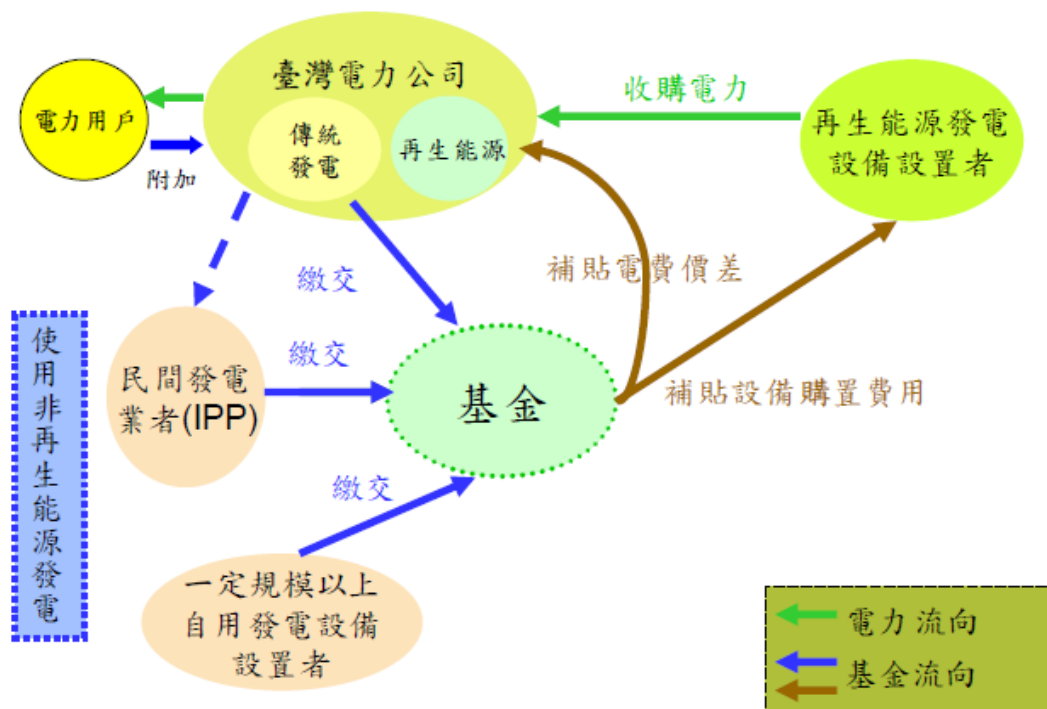 臺灣電力公司
電力用戶
傳統
發電
再生能源
附加
收購電力
再生能源發電
設備設置者
繳交
補貼電費價差
使用非再生能源發電
民間發電
業者(IPP)
繳交
基金
補貼設備購置費用
繳交
一定規模以上
自用發電設備
設置者
電力流向
基金流向